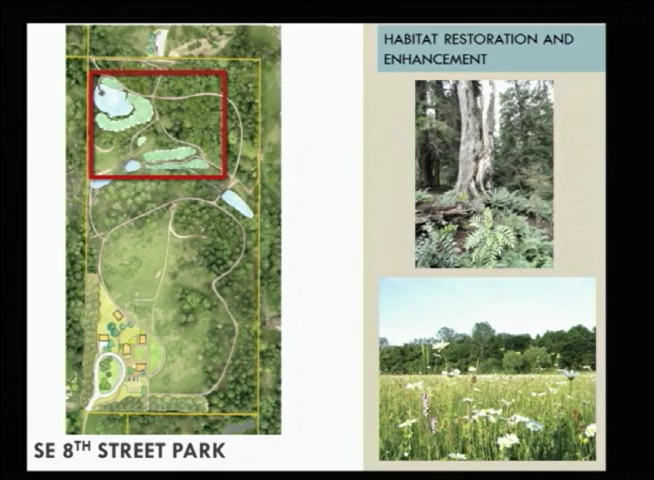 HABITAT RESTORATION AND
ENHANCEMENT
SE 8TH STREET PARK